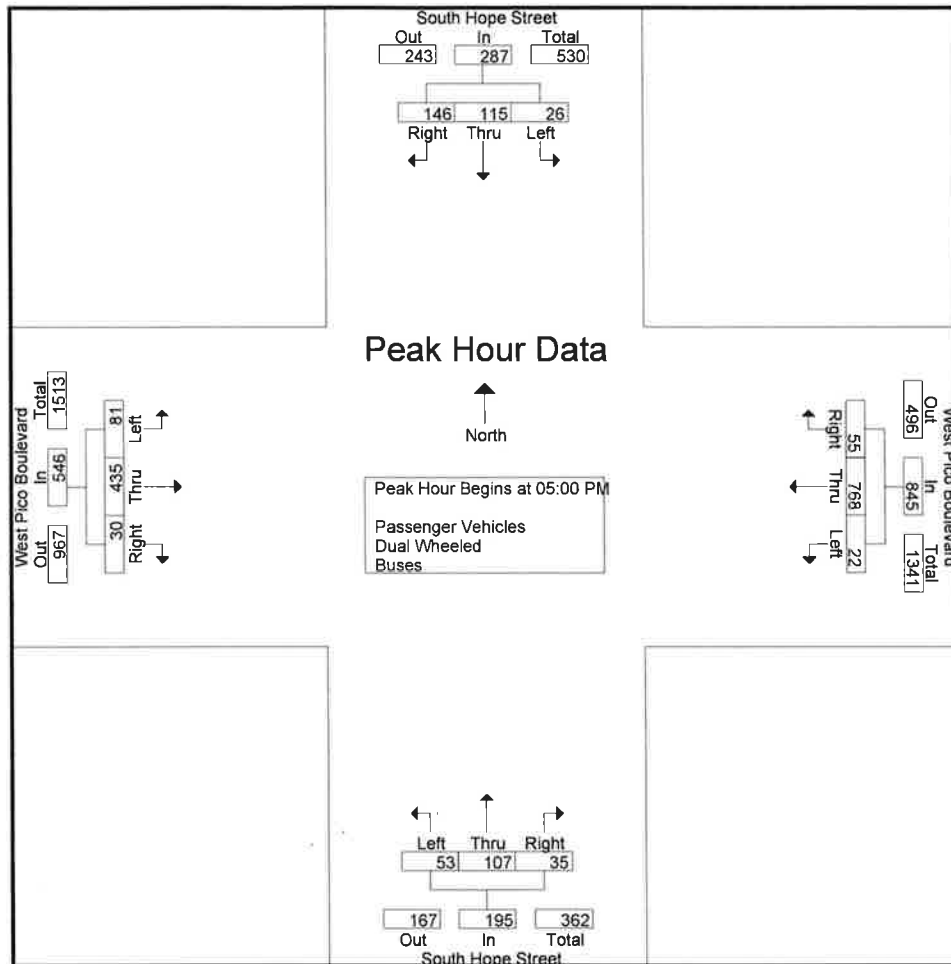 South Hope Street
Out In Total
243 287 530
146 115 26
Right Thru Left
Peak Hour Data
North
Peak Hour Begins at 05:00 PM
Passenger Vehicles
Dual Wheeled
Buses
West Pico Boulevard
Total In Out
1513 546 967
81 435 30
Left Thru Right
Right Thru Left
55 768 22
Out In Total
496 845 1341
West Pico Boulevard
Left Thru Right
53 107 35
167 195 362
Out In Total
South Hope Street